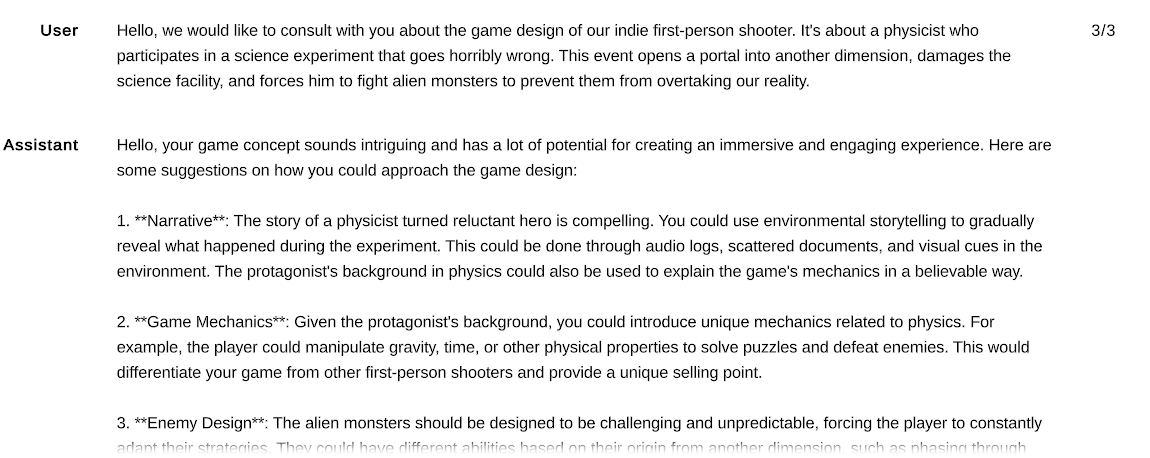 User
Hello, we would like to consult with you about the game design of our indie first-person shooter. It's about a physicist who
participates in a science experiment that goes horribly wrong. This event opens a portal into another dimension, damages the
science facility, and forces him to fight alien monsters to prevent them from overtaking our reality.
3/3
Assistant
Hello, your game concept sounds intriguing and has a lot of potential for creating an immersive and engaging experience. Here are
some suggestions on how you could approach the game design:
1. **Narrative**: The story of a physicist turned reluctant hero is compelling. You could use environmental storytelling to gradually
reveal what happened during the experiment. This could be done through audio logs, scattered documents, and visual cues in the
environment. The protagonist's background in physics could also be used to explain the game's mechanics in a believable way.
2. **Game Mechanics**: Given the protagonist's background, you could introduce unique mechanics related to physics. For
example, the player could manipulate gravity, time, or other physical properties to solve puzzles and defeat enemies. This would
differentiate your game from other first-person shooters and provide a unique selling point.
3. **Enemy Design**: The alien monsters should be designed to be challenging and unpredictable, forcing the player to constantly
adapt their strategies. They could have different abilities based on their origin from another dimension, such as phasing through